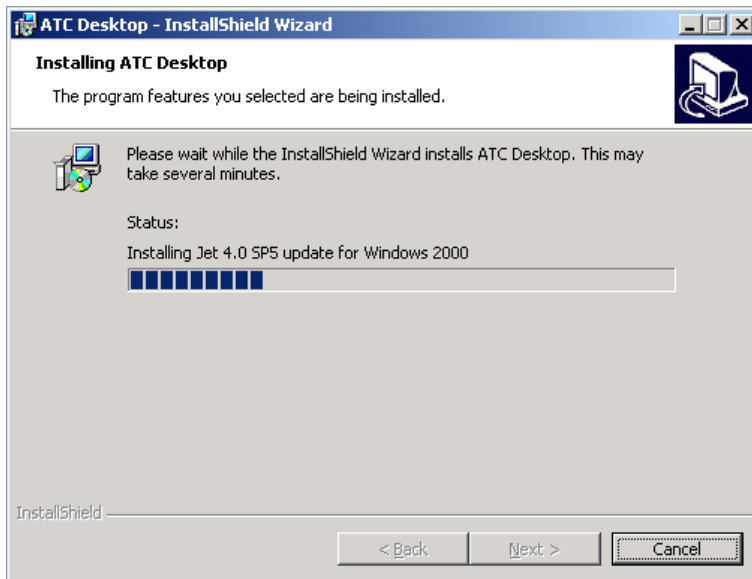 ATC Desktop - InstallShield Wizard
Installing ATC Desktop
The program features you selected are being installed.
Please wait while the InstallShield Wizard installs ATC Desktop. This may
take several minutes.
Status:
Installing Jet 4.0 SP5 update for Windows 2000
InstallShield
< Back
Next >
Cancel